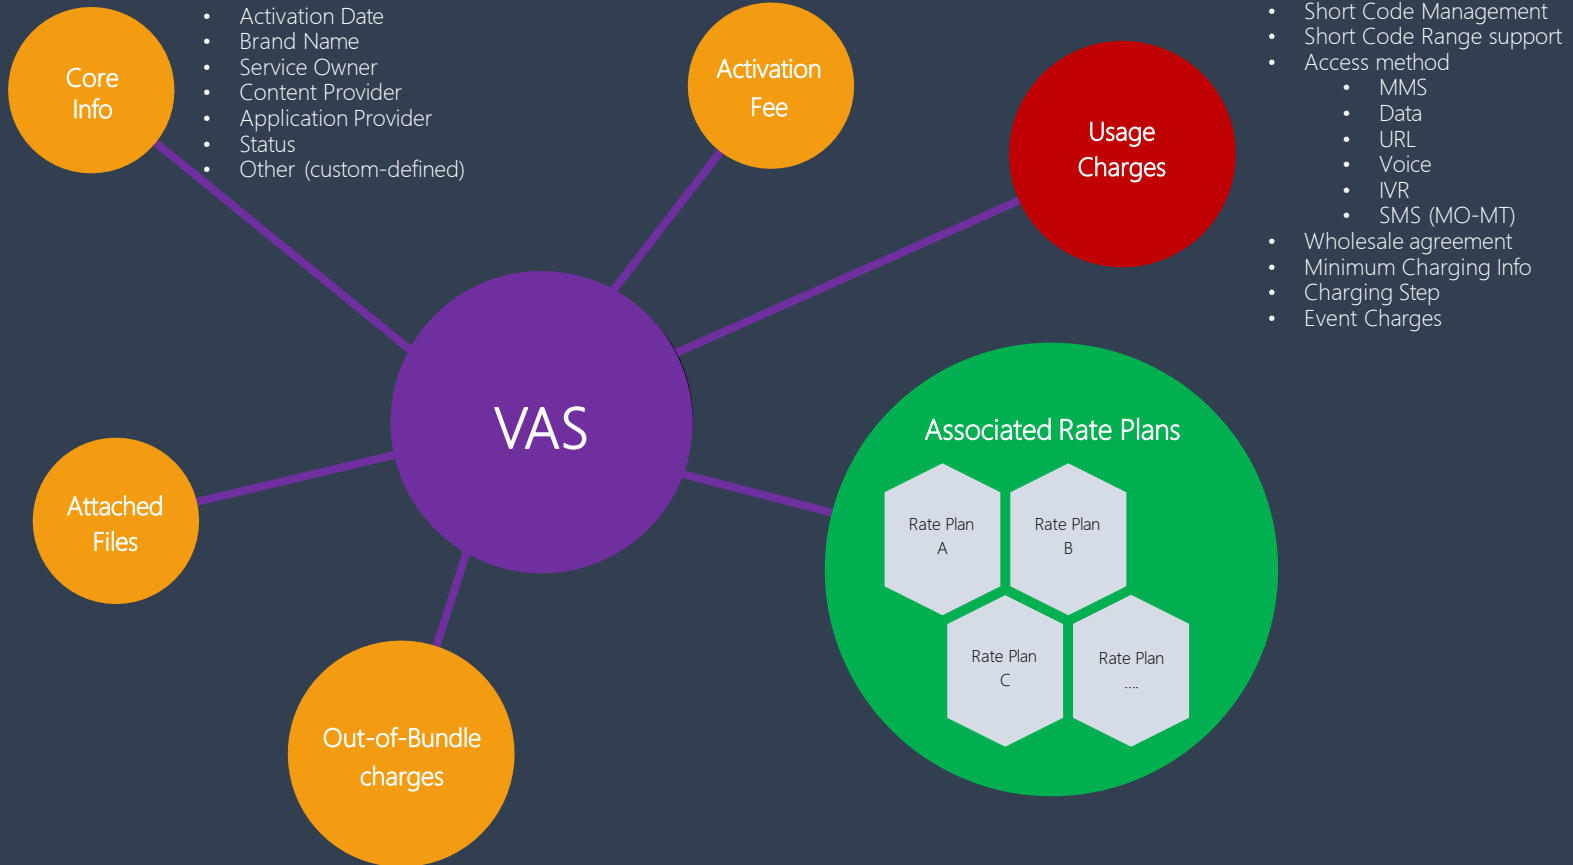 Core
Info
• Activation Date
• Brand Name
• Service Owner
• Content Provider
• Application Provider
• Status
• Other (custom-defined)
Activation
Fee
Usage
Charges
• Short Code Management
• Short Code Range support
• Access method
• MMS
• Data
• URL
• Voice
• IVR
• SMS (MO-MT)
• Wholesale agreement
• Minimum Charging Info
• Charging Step
• Event Charges
VAS
Associated Rate Plans
Rate Plan
A
Rate Plan
B
Rate Plan
C
Rate Plan
....
Attached
Files
Out-of-Bundle
charges